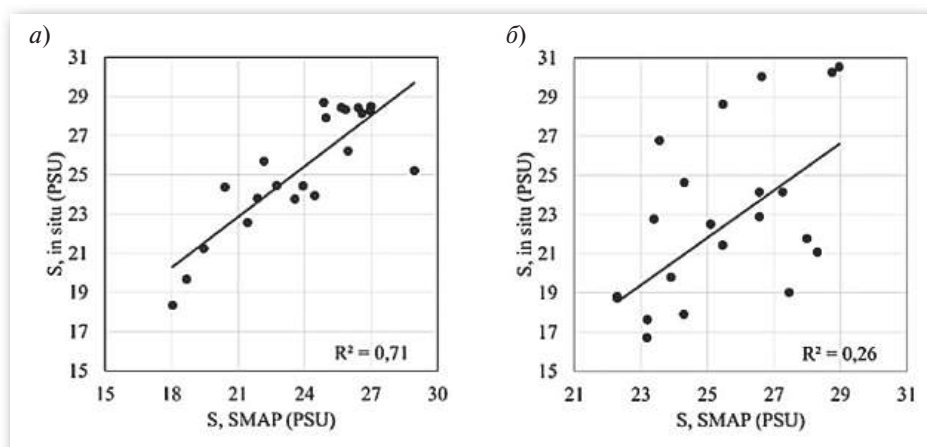 а)
31
29
27
25
23
21
19
17
15
S, in situ (PSU)
R² = 0,71
15 18 21 24 27 30
S, SMAP (PSU)
б)
31
29
27
25
23
21
19
17
15
S, in situ (PSU)
R² = 0,26
21 23 25 27 29 31
S, SMAP (PSU)